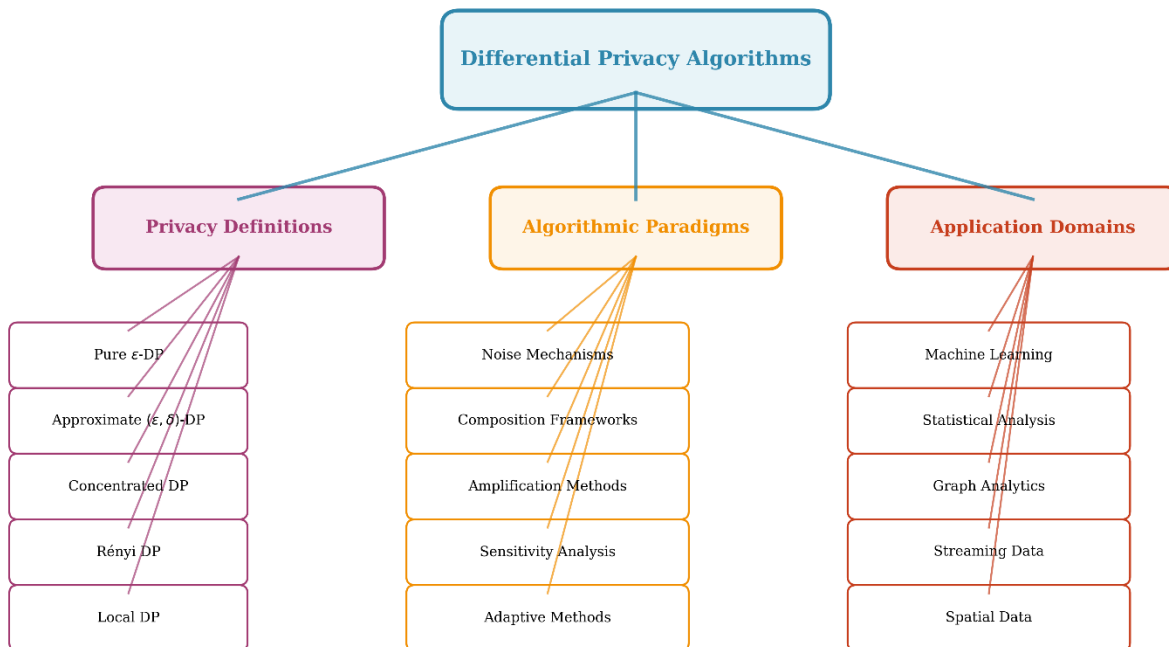 Differential Privacy Algorithms
Privacy Definitions
Algorithmic Paradigms
Application Domains
Pure ε-DP
Approximate (ε, δ)-DP
Concentrated DP
Rényi DP
Local DP
Noise Mechanisms
Composition Frameworks
Amplification Methods
Sensitivity Analysis
Adaptive Methods
Machine Learning
Statistical Analysis
Graph Analytics
Streaming Data
Spatial Data